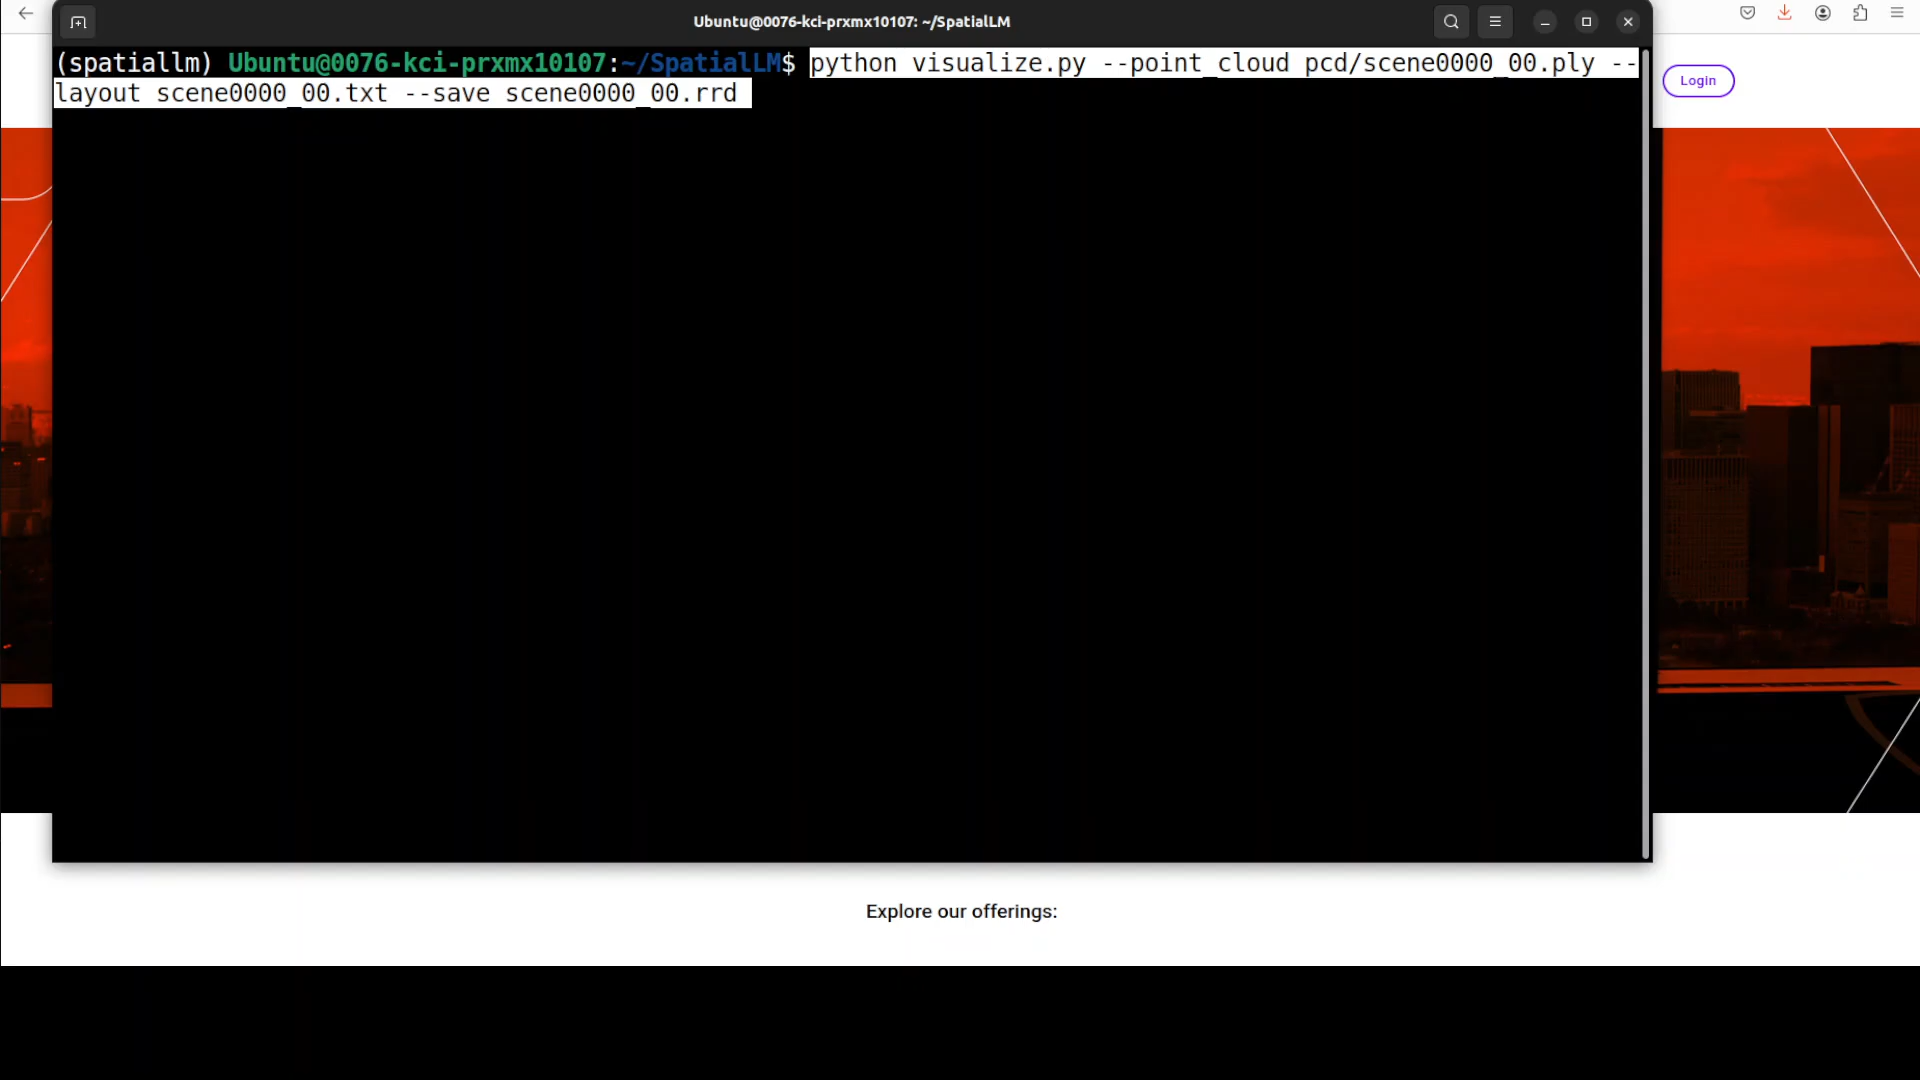 Ubuntu@0076-kci-prxmx10107: ~/SpatialLM
(spatiallm) Ubuntu@0076-kci-prxmx10107:~/SpatialLM$ python visualize.py --point_cloud pcd/scene0000_00.ply --
layout scene0000_00.txt --save scene0000_00.rrd
Login
Explore our offerings: